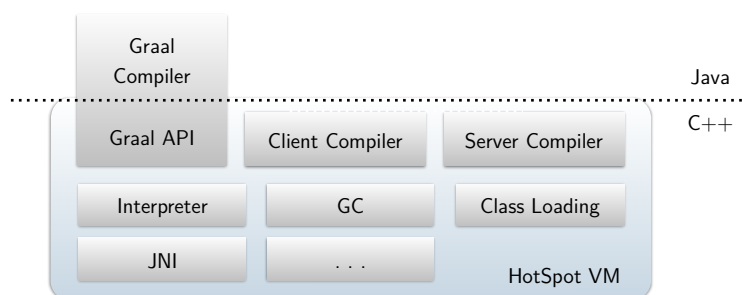 Graal
Compiler
Java
Graal API
Client Compiler
Server Compiler
C++
Interpreter
GC
Class Loading
JNI
. . .
HotSpot VM